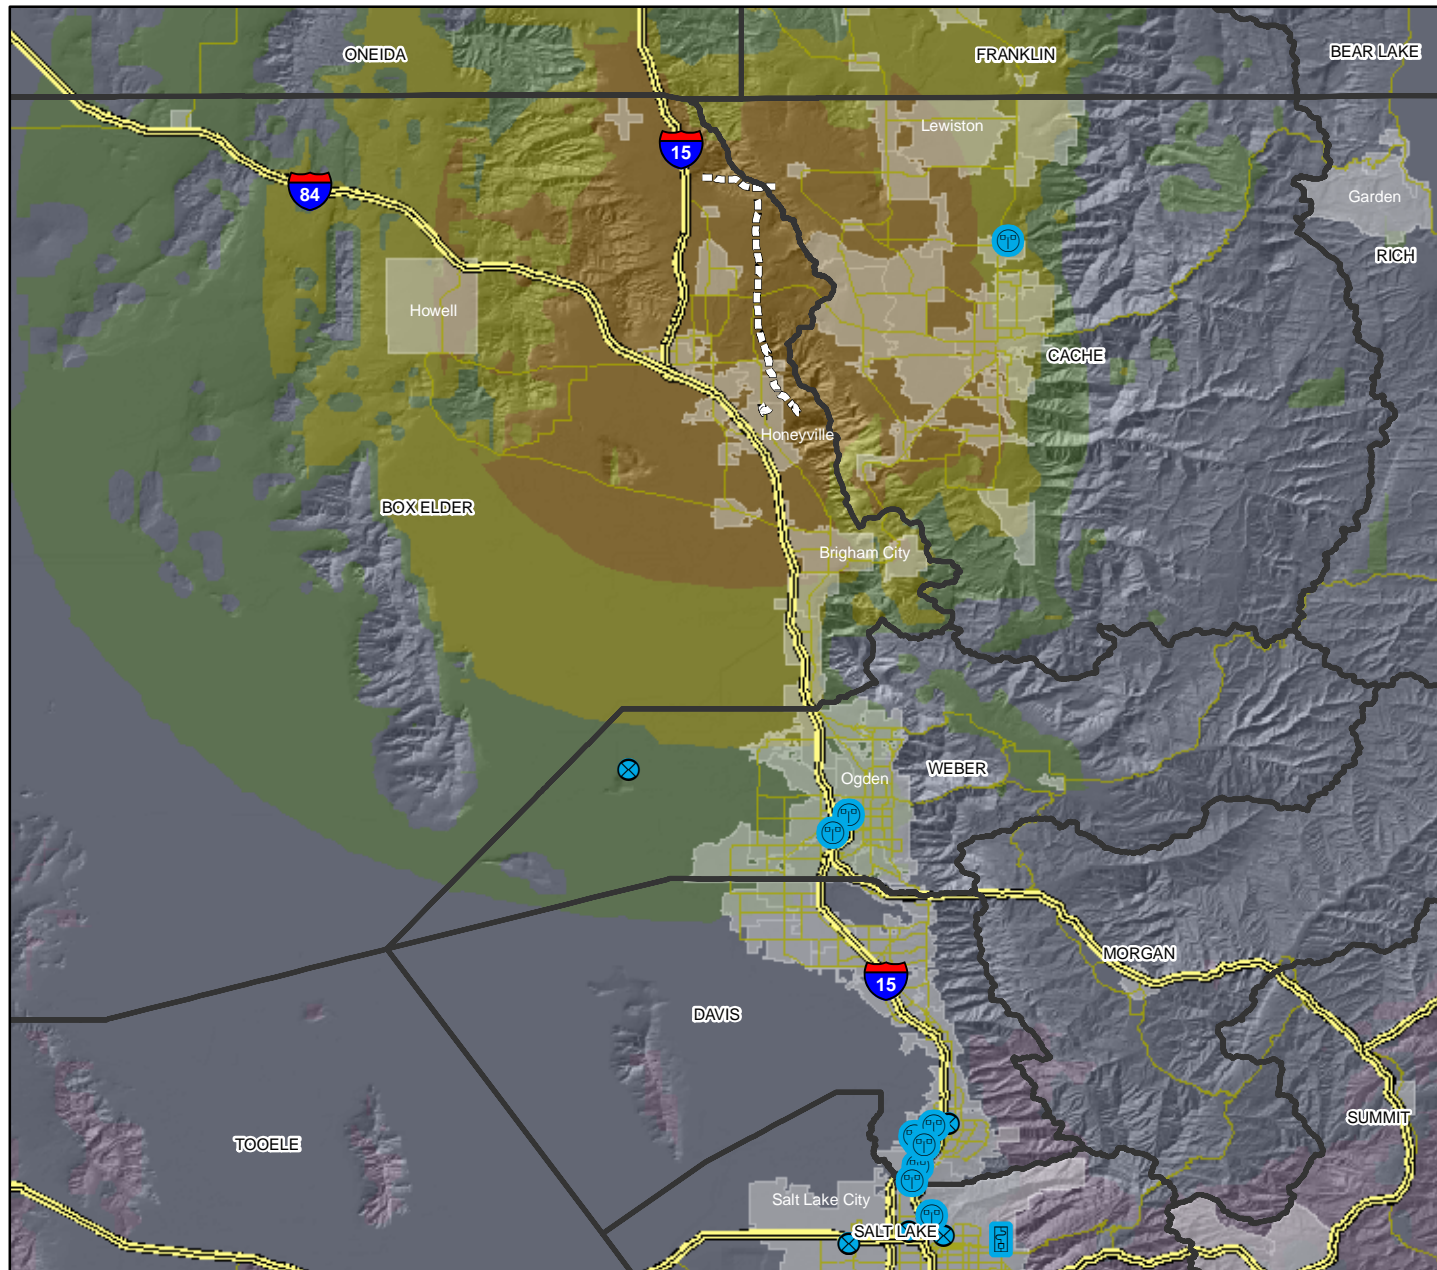 ONEIDA
FRANKLIN
BEAR LAKE
Lewiston
15
84
Garden
RICH
Howell
CACHE
Honeyville
BOX ELDER
Brigham City
Ogden
WEBER
MORGAN
15
DAVIS
SUMMIT
TOOELE
Salt Lake City
SALT LAKE